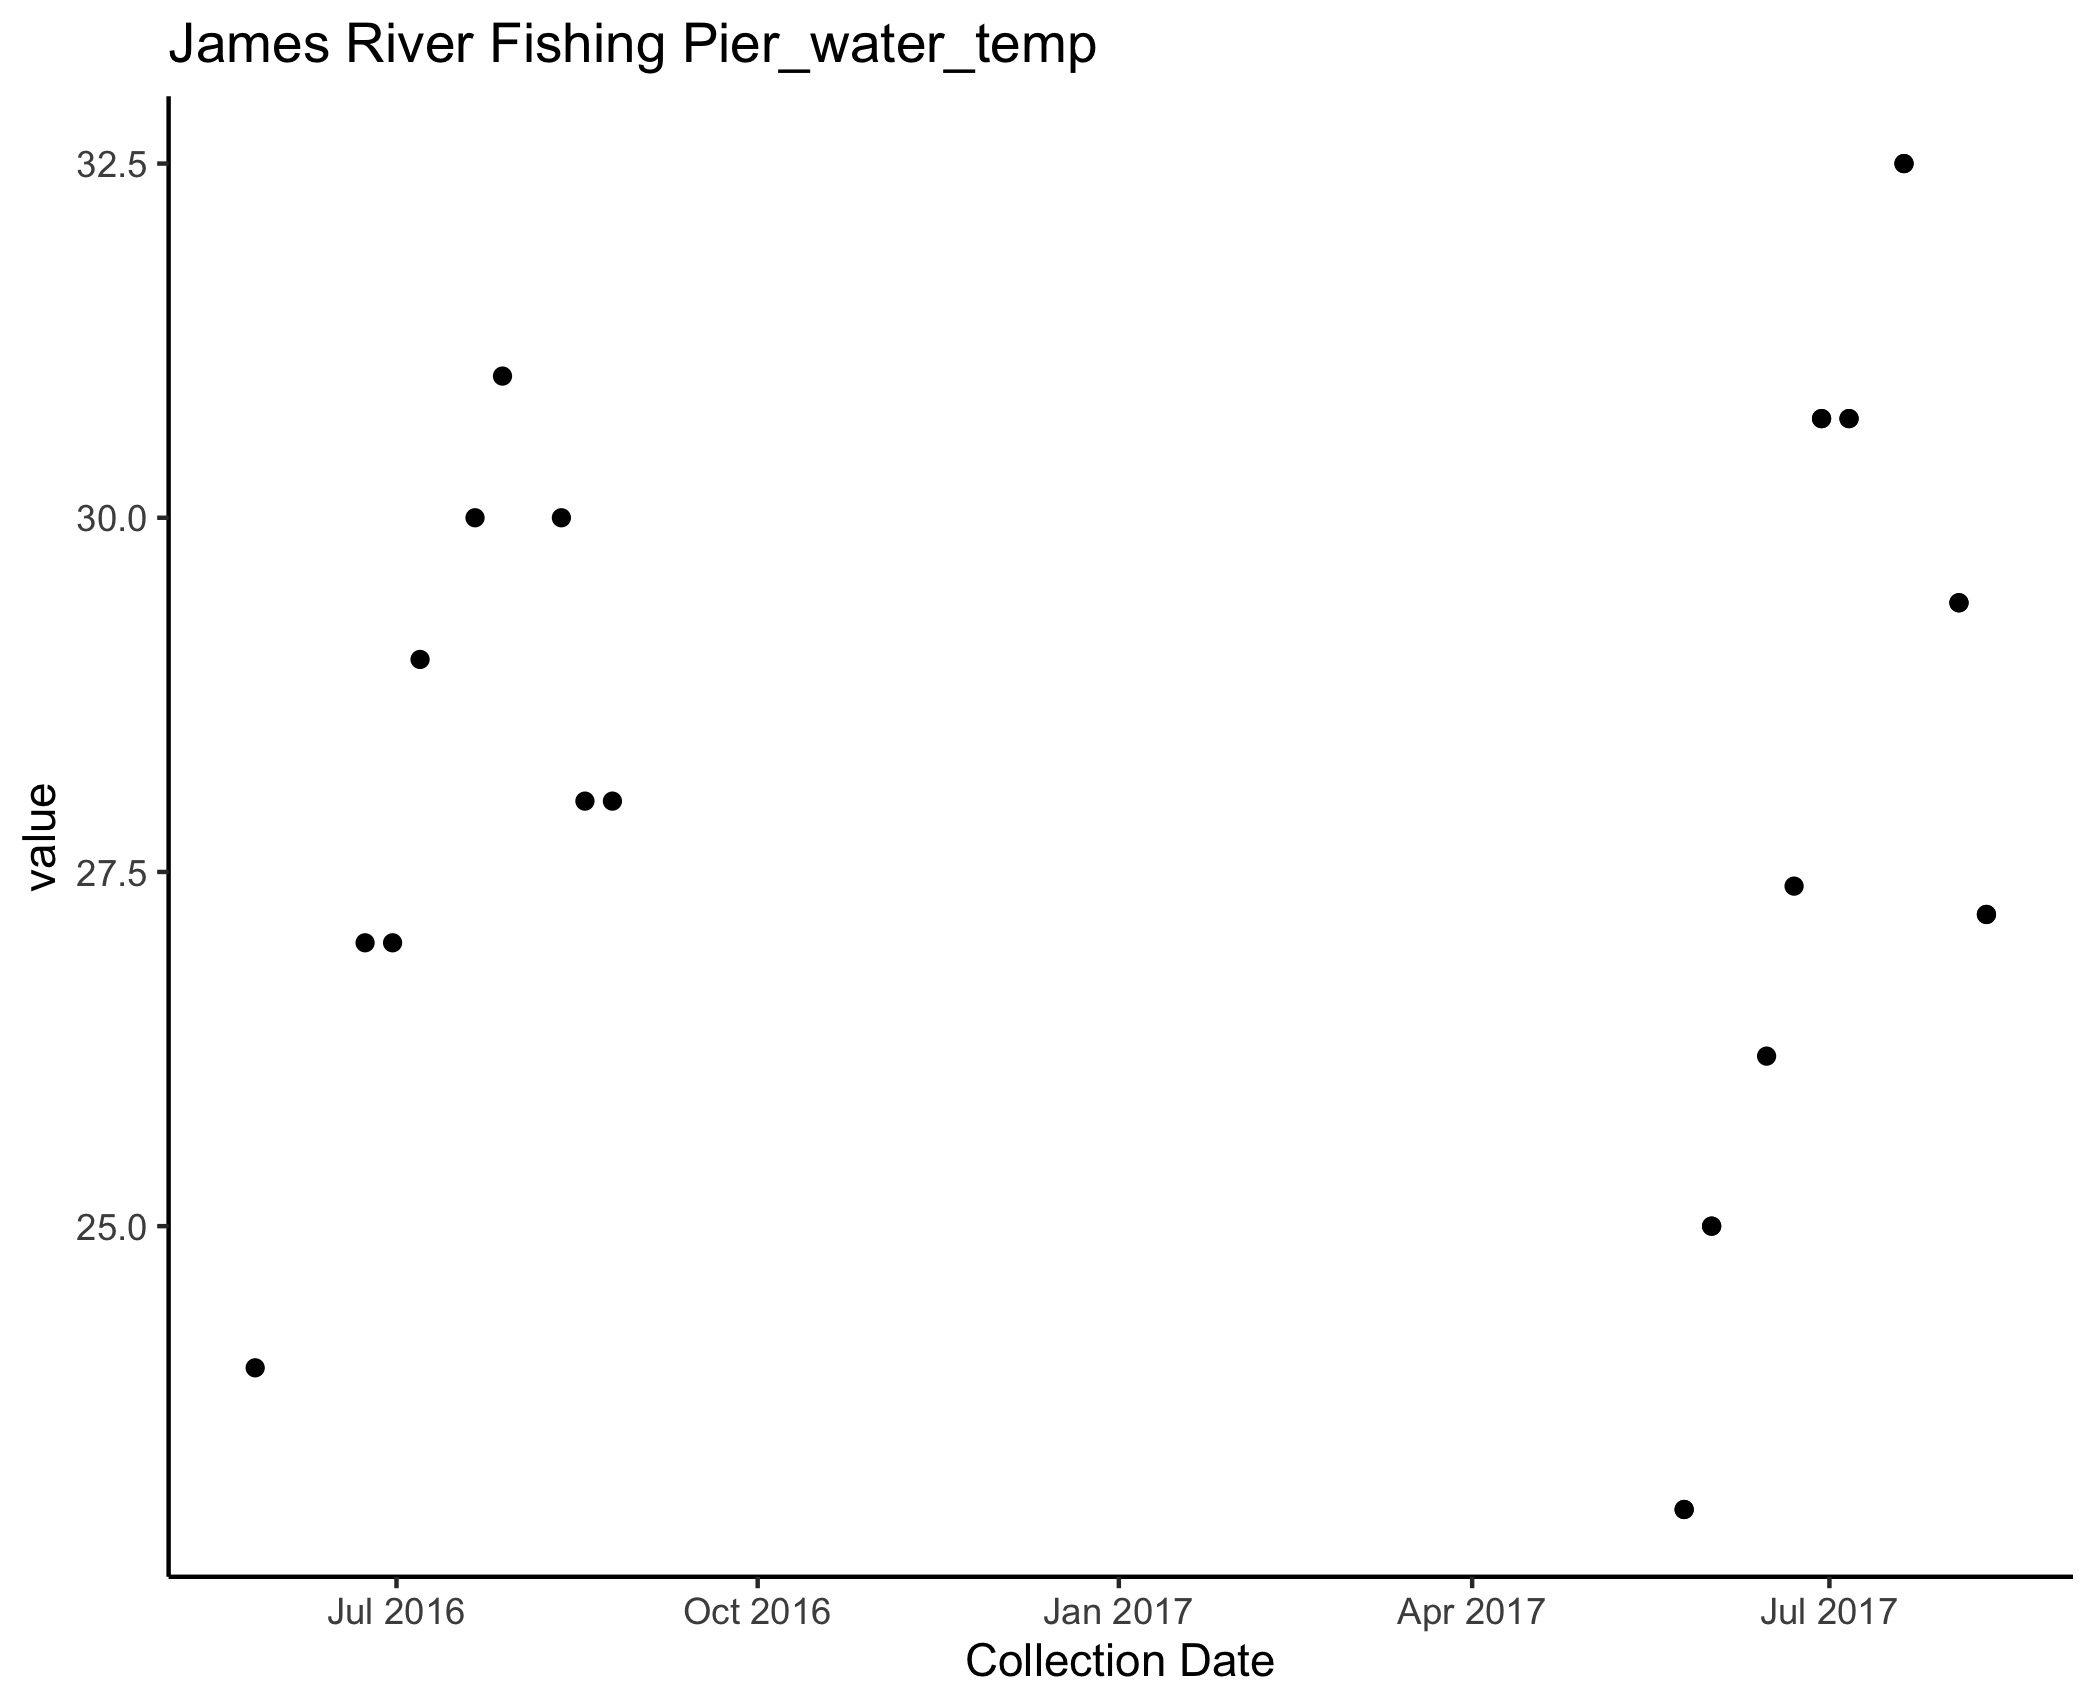 James River Fishing Pier_water_temp
32.5
30.0
27.5
25.0
value
Jul 2016 Oct 2016 Jan 2017 Apr 2017 Jul 2017
Collection Date